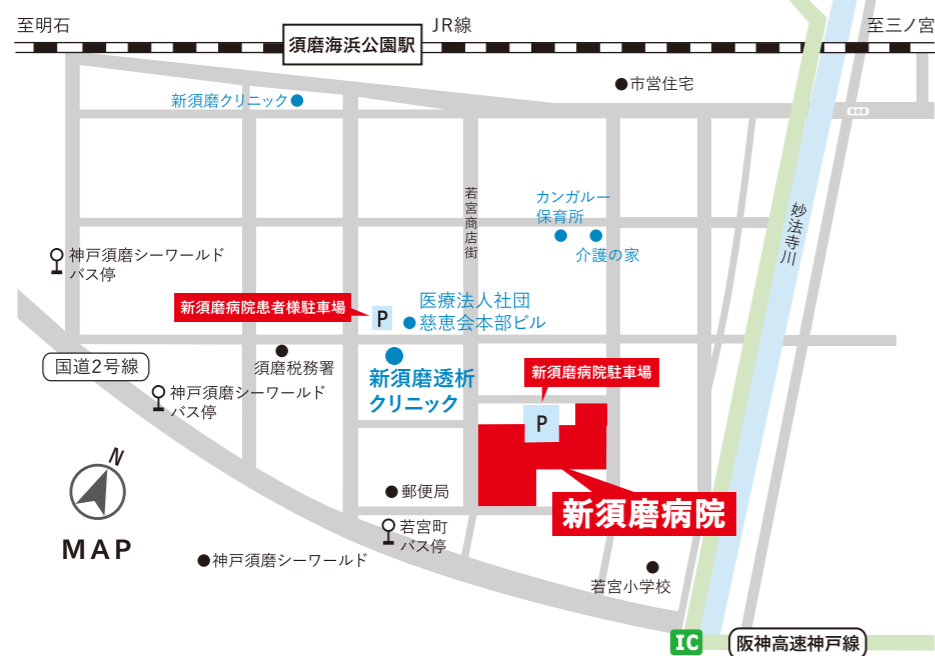 至明石
JR線
至三ノ宮
須磨海浜公園駅
市営住宅
新須磨クリニック
若宮商店街
カンガルー
保育所
介護の家
妙法寺川
神戸須磨シーワールド
バス停
新須磨病院患者様駐車場
P
医療法人社団
慈恵会本部ビル
国道2号線
須磨税務署
新須磨透析
クリニック
新須磨病院駐車場
P
神戸須磨シーワールド
バス停
N
MAP
郵便局
新須磨病院
若宮町
バス停
神戸須磨シーワールド
若宮小学校
IC
阪神高速神戸線